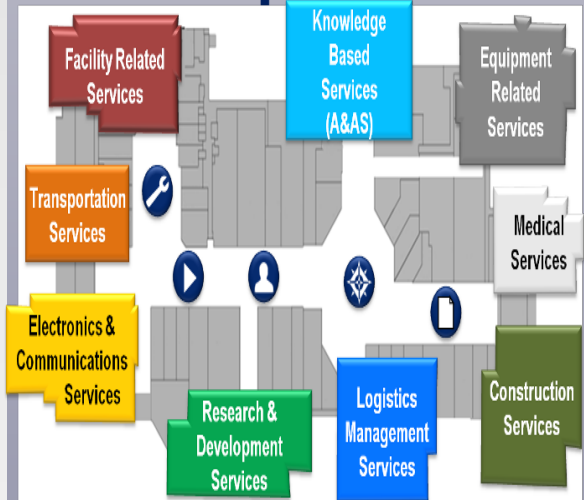 Facility Related
Services
Knowledge
Based
Services
(A&AS)
Equipment
Related
Services
Transportation
Services
Medical
Services
Electronics &
Communications
Services
Research &
Development
Services
Logistics
Management
Services
Construction
Services